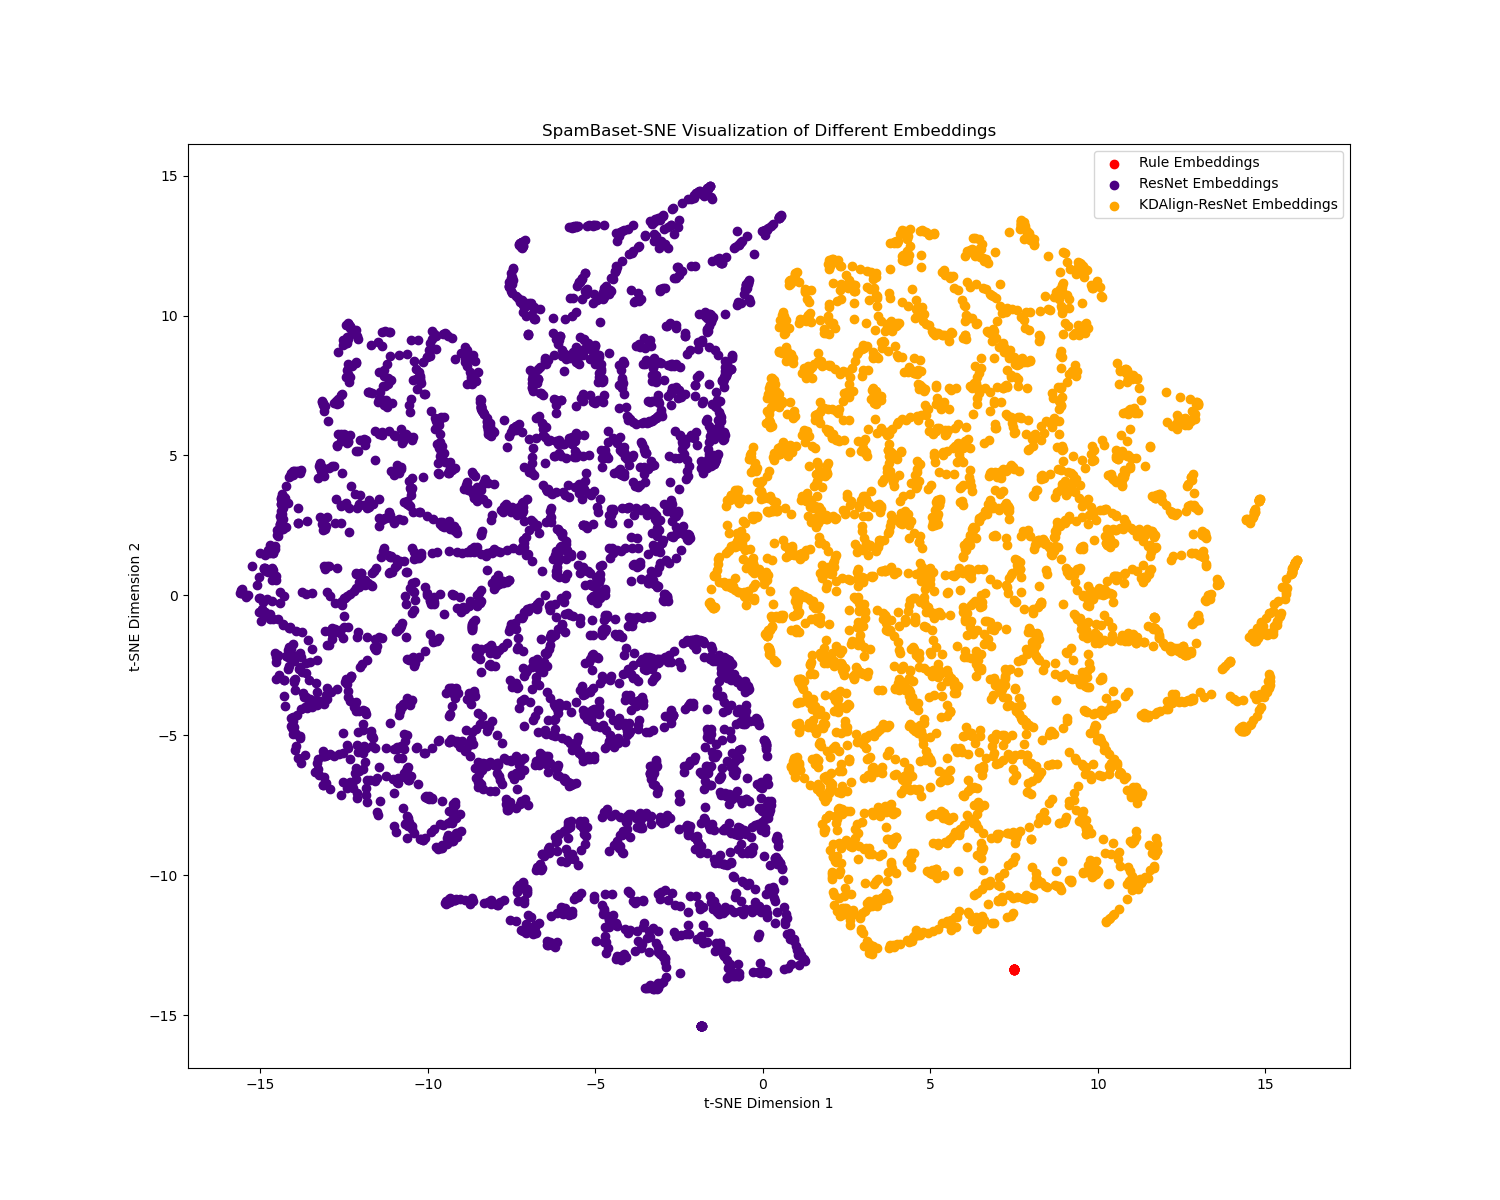 SpamBaset-SNE Visualization of Different Embeddings
Rule Embeddings
ResNet Embeddings
KDAlign-ResNet Embeddings
15
10
5
0
−5
−10
−15
t-SNE Dimension 2
−15 −10 −5 0 5 10 15
t-SNE Dimension 1